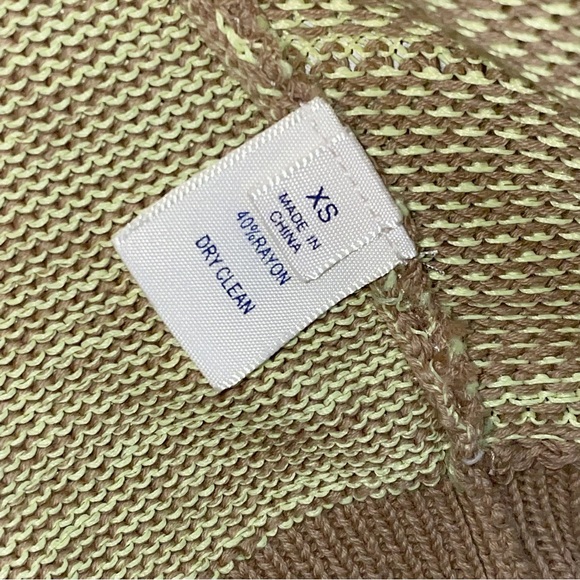 XS
MADE IN
CHINA
40%RAYON
DRY CLEAN